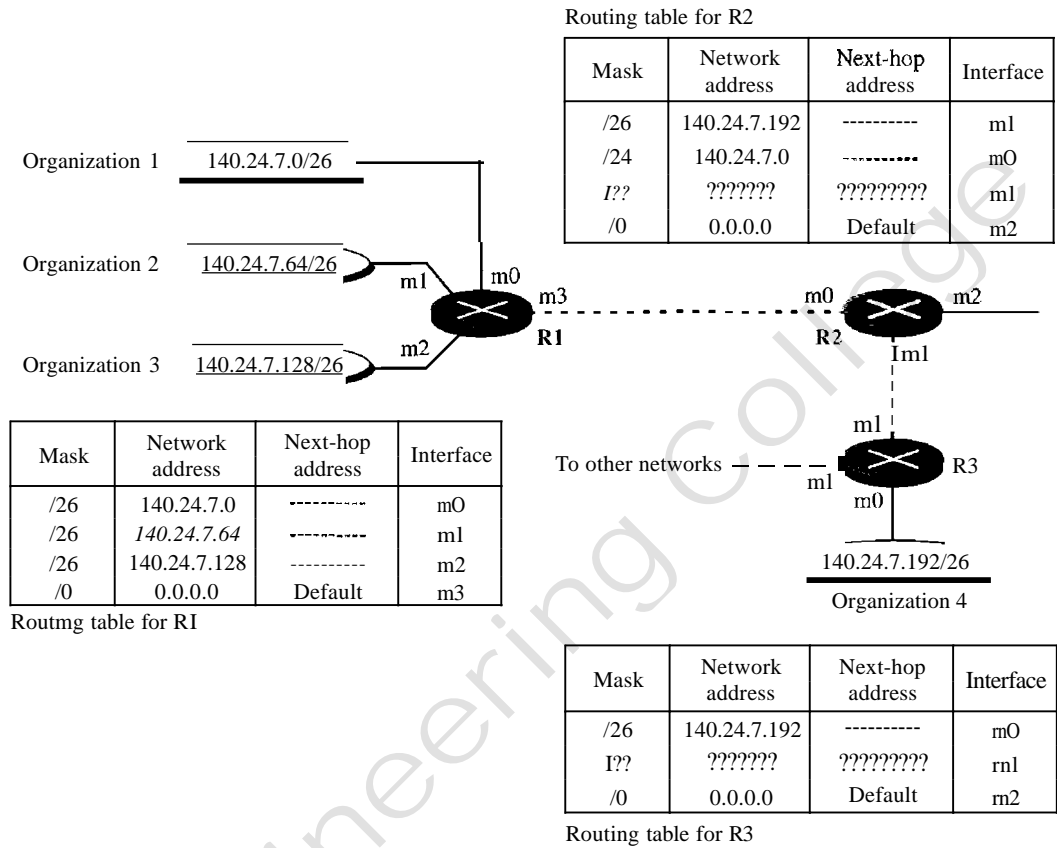 Routing table for R2
Mask Network address Next-hop address Interface
/26 140.24.7.192 ---------- ml
/24 140.24.7.0 ---------- mO
I?? ??????? ????????? ml
/0 0.0.0.0 Default m2
Organization 1 140.24.7.0/26
Organization 2 140.24.7.64/26
Organization 3 140.24.7.128/26
m1 m0
m2
m3
R1
m0
R2
m2
Iml
ml
R3
To other networks
ml
m0
140.24.7.192/26
Organization 4
Mask Network address Next-hop address Interface
/26 140.24.7.0 ---------- mO
/26 140.24.7.64 ---------- ml
/26 140.24.7.128 ---------- m2
/0 0.0.0.0 Default m3
Routmg table for RI
Mask Network address Next-hop address Interface
/26 140.24.7.192 ---------- rnO
I?? ??????? ????????? rnl
/0 0.0.0.0 Default rn2
Routing table for R3
ineering College